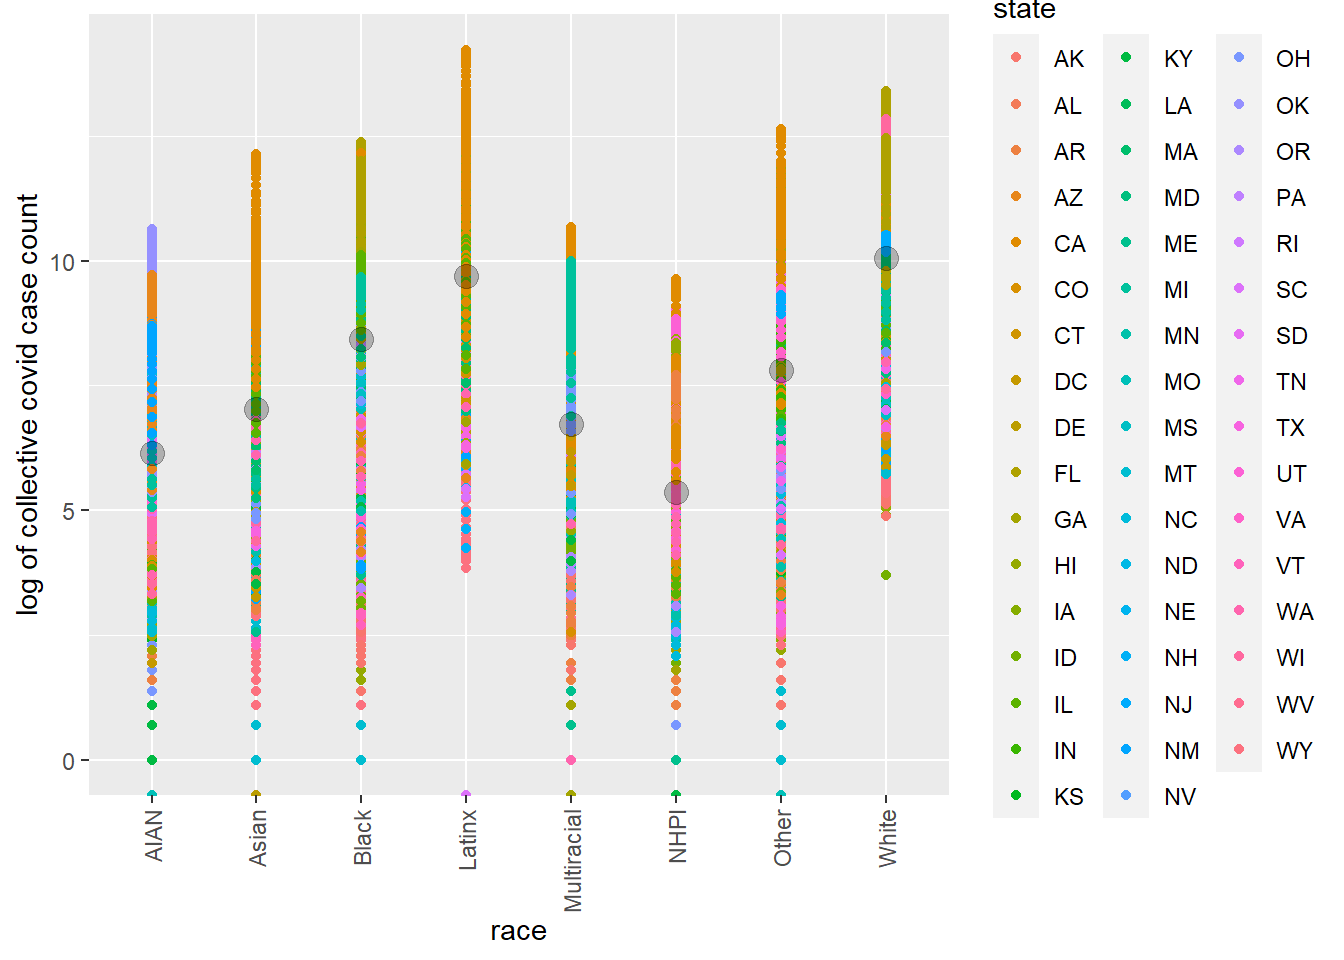 log of collective covid case count
10
5
0
AIAN
Asian
Black
Latinx
Multiracial
NHPI
Other
White
race
state
AK
AL
AR
AZ
CA
CO
CT
DC
DE
FL
GA
HI
IA
ID
IL
IN
KS
KY
LA
MA
MD
ME
MI
MN
MO
MS
MT
NC
ND
NE
NH
NJ
NM
NV
OH
OK
OR
PA
RI
SC
SD
TN
TX
UT
VA
VT
WA
WI
WV
WY